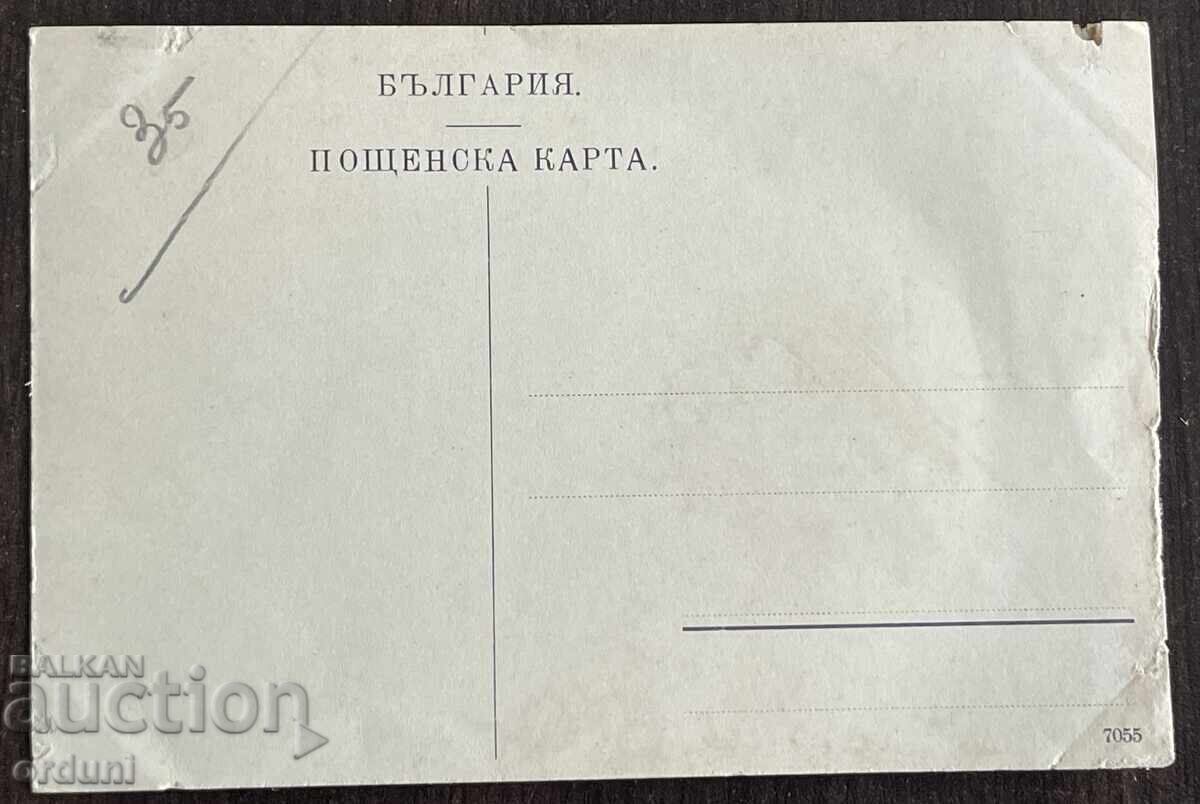 35
БЪЛГАРИЯ.
ПОЩЕНСКА КАРТА.
7055
BALKAN
auction
orduni